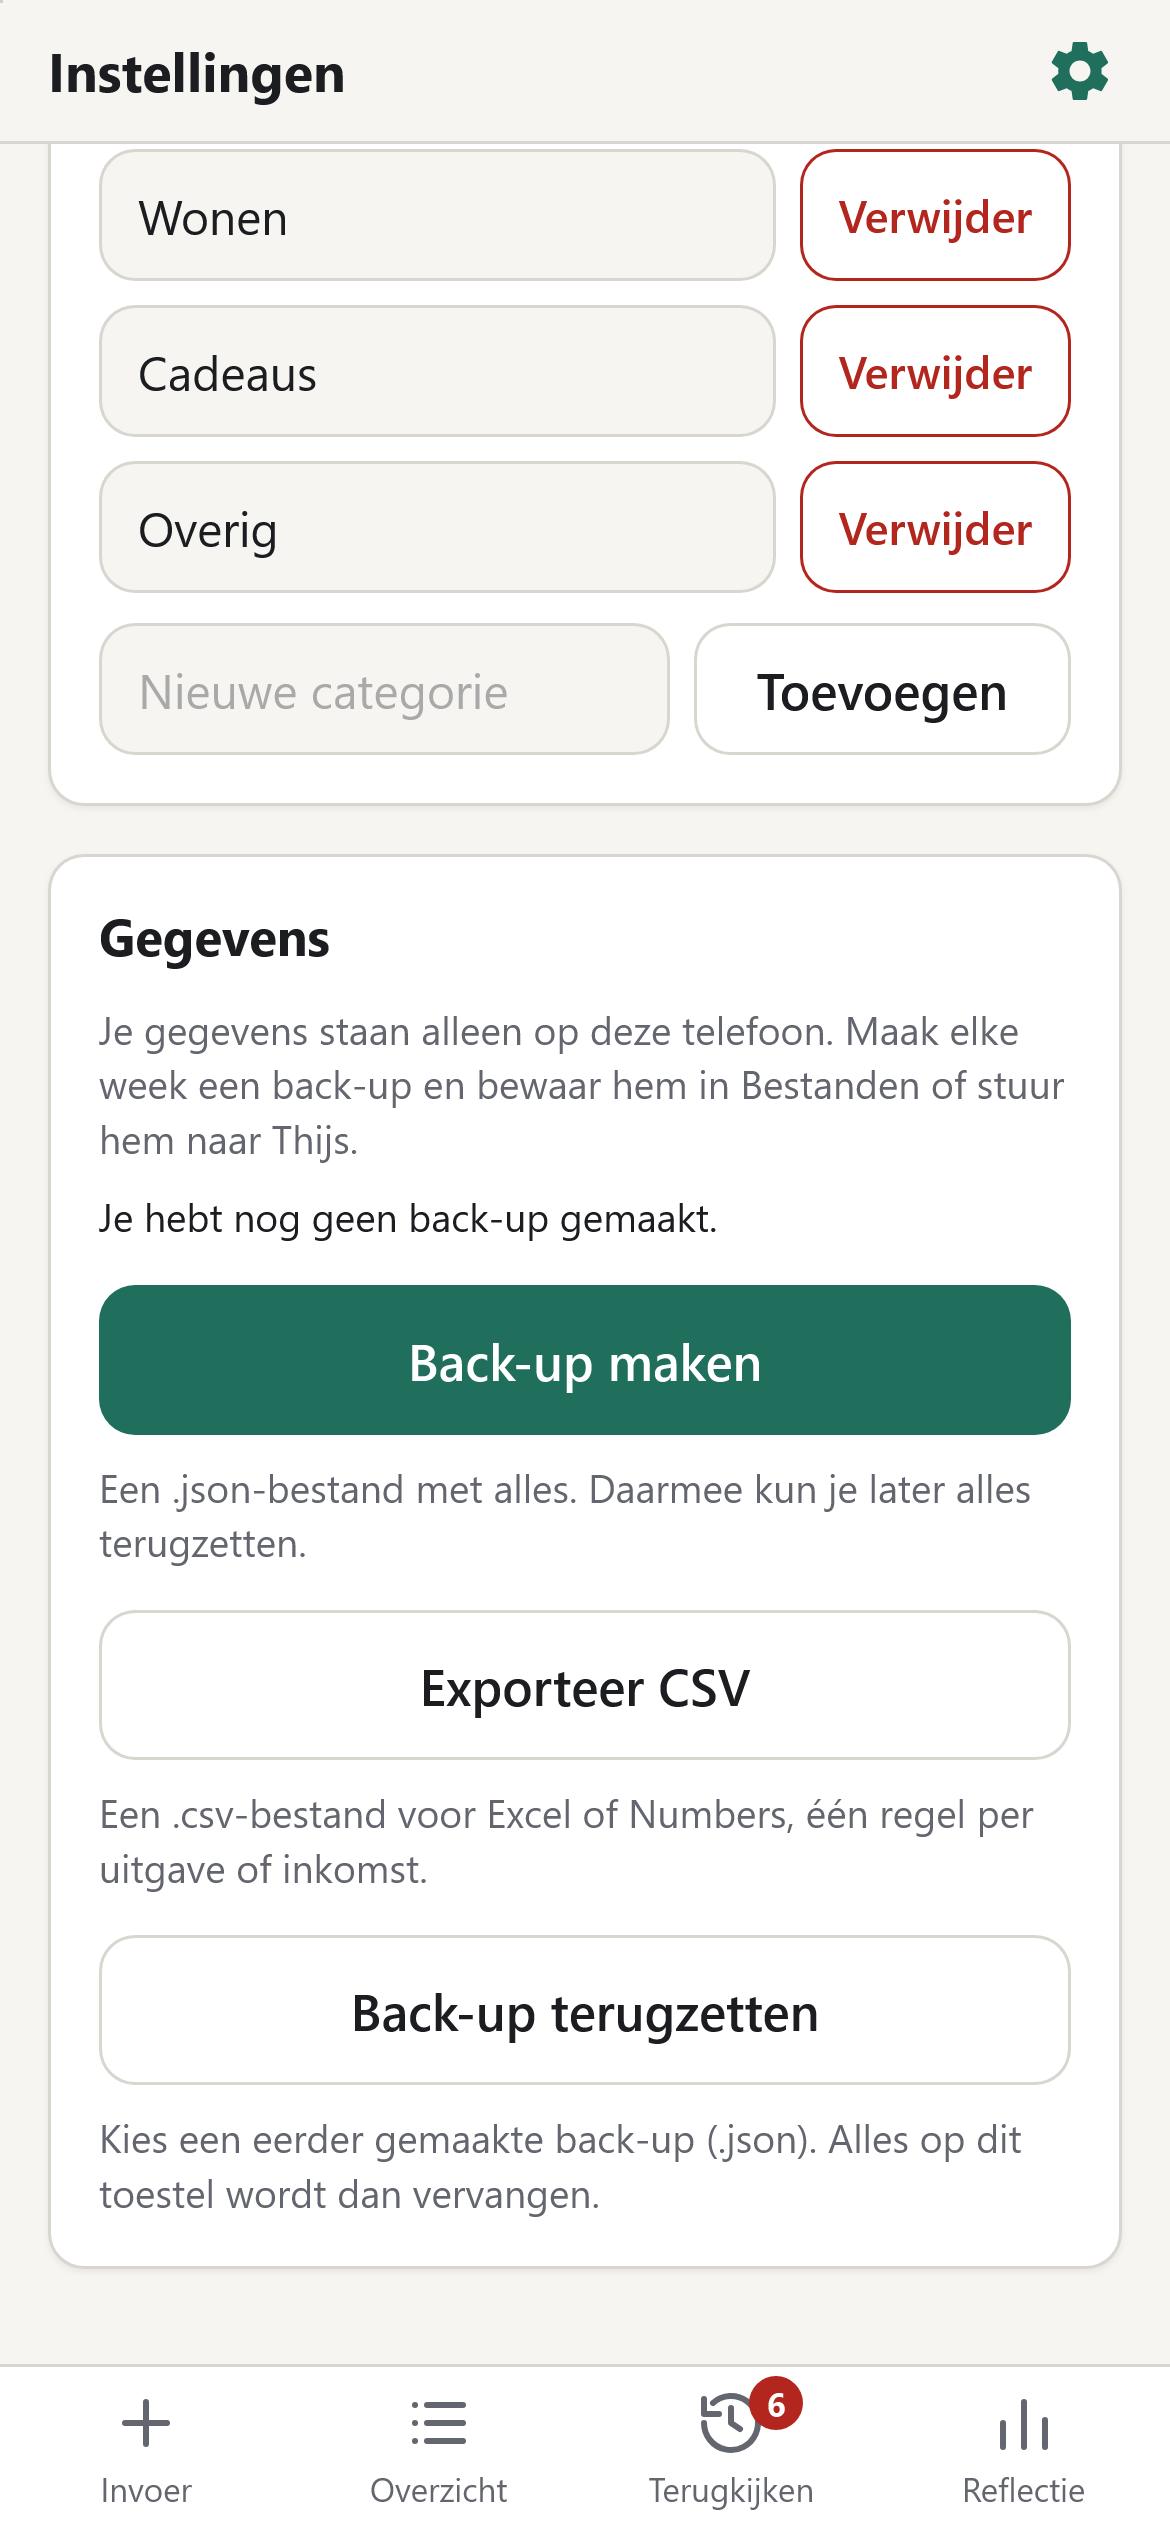 Instellingen
Wonen
Verwijder
Cadeaus
Verwijder
Overig
Verwijder
Nieuwe categorie
Toevoegen
Gegevens
Je gegevens staan alleen op deze telefoon. Maak elke
week een back-up en bewaar hem in Bestanden of stuur
hem naar Thijs.
Je hebt nog geen back-up gemaakt.
Back-up maken
Een .json-bestand met alles. Daarmee kun je later alles
terugzetten.
Exporteer CSV
Een .csv-bestand voor Excel of Numbers, één regel per
uitgave of inkomst.
Back-up terugzetten
Kies een eerder gemaakte back-up (.json). Alles op dit
toestel wordt dan vervangen.
6
Invoer
Overzicht
Terugkijken
Reflectie